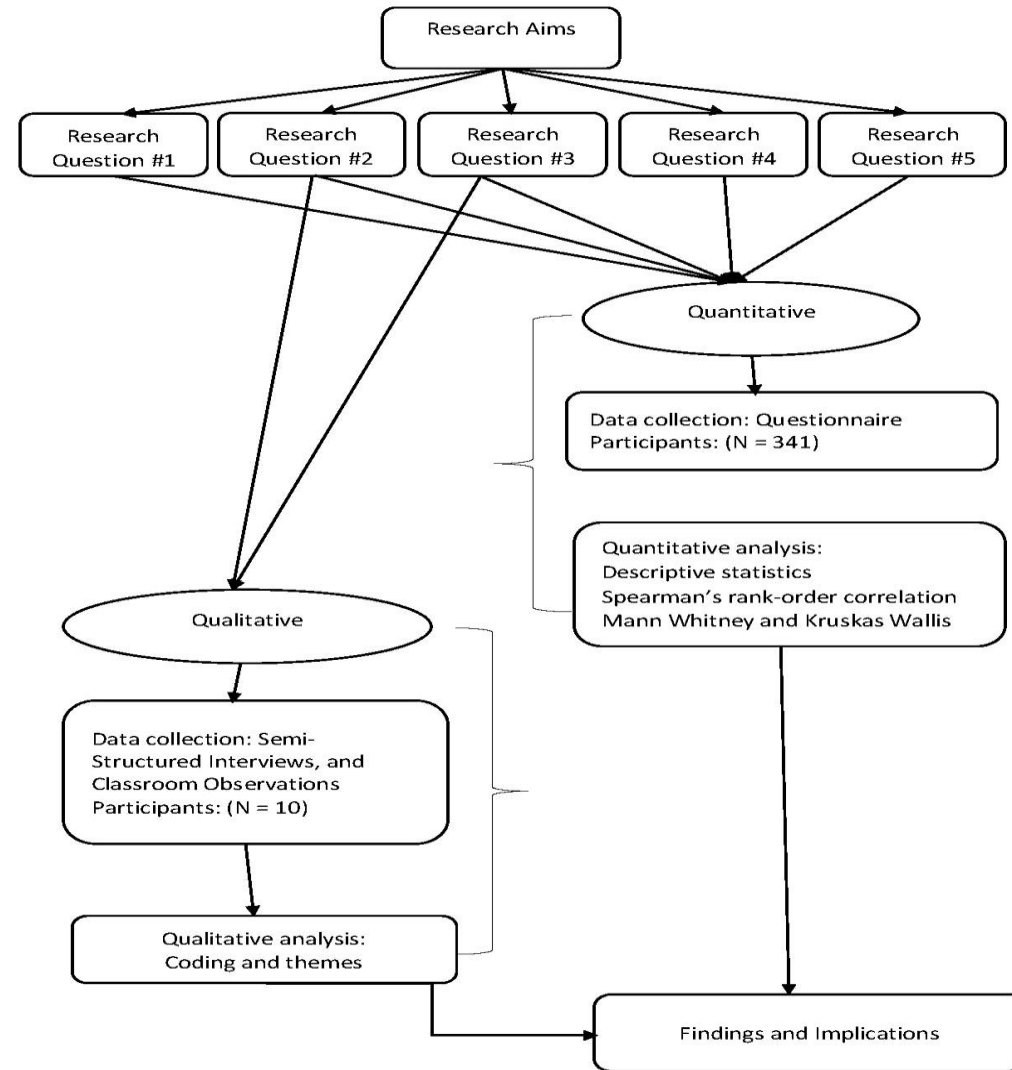 Research Aims
Research
Question #1
Research
Question #2
Research
Question #3
Research
Question #4
Research
Question #5
Quantitative
Data collection: Questionnaire
Participants: (N = 341)
Quantitative analysis:
Descriptive statistics
Spearman’s rank-order correlation
Mann Whitney and Kruskas Wallis
Qualitative
Data collection: Semi-
Structured Interviews, and
Classroom Observations
Participants: (N = 10)
Qualitative analysis:
Coding and themes
Findings and Implications